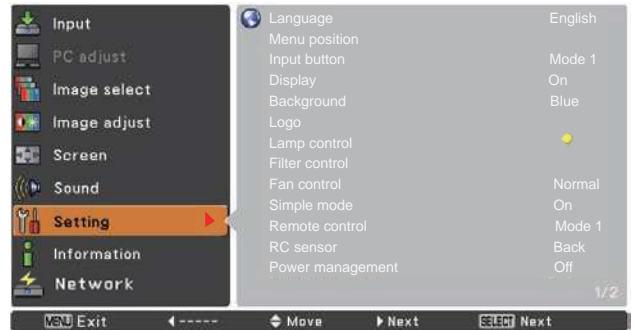 Input
PC adjust
Image select
Image adjust
Screen
Sound
Setting
Information
Network
Language English
Menu position
Input button Mode 1
Display On
Background Blue
Logo
Lamp control
Filter control
Fan control Normal
Simple mode On
Remote control Mode 1
RC sensor Back
Power management Off
1/2
MENU Exit ◀----- Move Next SELECT Next